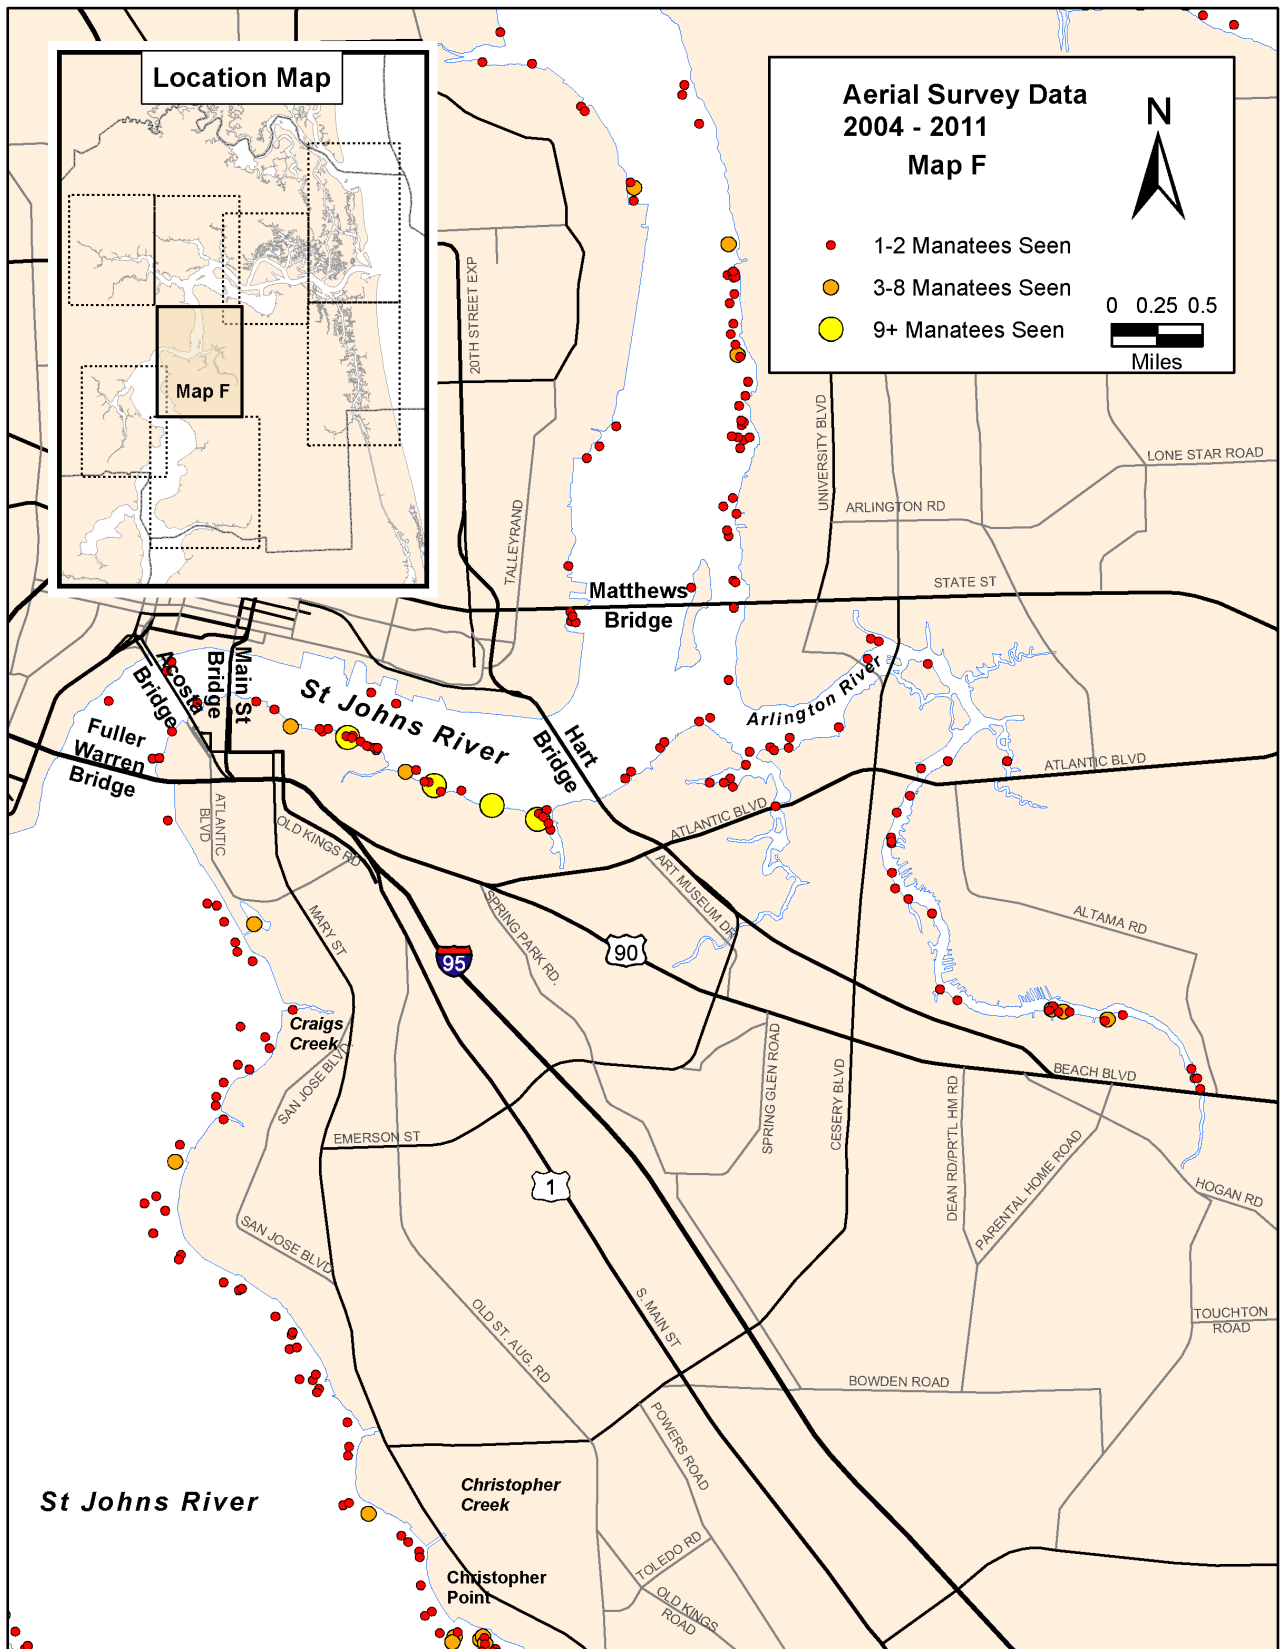 Location Map
Map F
Aerial Survey Data
2004 - 2011
Map F
N
1-2 Manatees Seen
3-8 Manatees Seen
9+ Manatees Seen
0 0.25 0.5
Miles
20TH STREET EXP
TALLEYRAND
UNIVERSITY BLVD
LONE STAR ROAD
ARLINGTON RD
STATE ST
Matthews
Bridge
Acosta
Bridge
Main St
Bridge
St Johns River
Hart
Bridge
Arlington River
Fuller
Warren
Bridge
ATLANTIC
BLVD
OLD KINGS RD
ATLANTIC BLVD
ATLANTIC BLVD
ART MUSEUM DR
MARY ST
SPRING PARK RD.
90
95
ALTAMA RD
Craigs
Creek
SAN JOSE BLVD
EMERSON ST
SPRING GLEN ROAD
CESERY BLVD
BEACH BLVD
DEAN RD/PR'TL HM RD
PARENTAL HOME ROAD
HOGAN RD
1
SAN JOSE BLVD
S. MAIN ST
OLD ST. AUG. RD
TOUCHTON
ROAD
BOWDEN ROAD
POWERS ROAD
St Johns River
Christopher
Creek
TOLEDO RD
Christopher
Point
OLD KINGS
ROAD